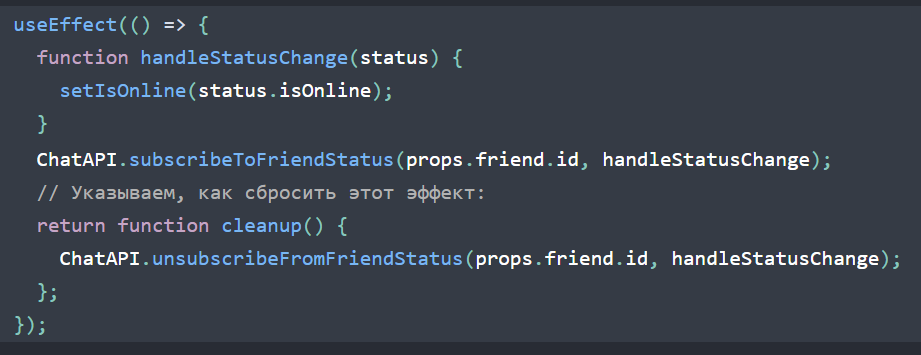 useEffect(() => {
  function handleStatusChange(status) {
    setIsOnline(status.isOnline);
  }
  ChatAPI.subscribeToFriendStatus(props.friend.id, handleStatusChange);
  // Указываем, как сбросить этот эффект:
  return function cleanup() {
    ChatAPI.unsubscribeFromFriendStatus(props.friend.id, handleStatusChange);
  };
});